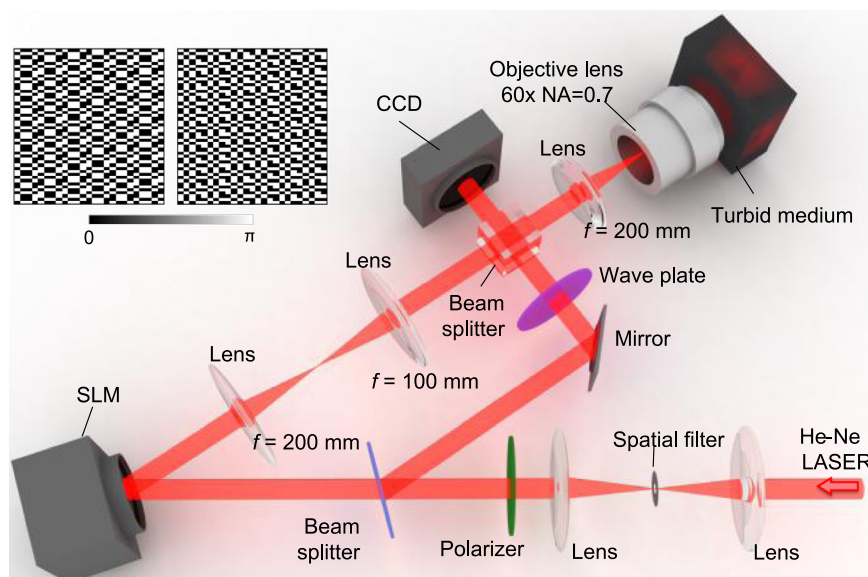 Objective lens
60x NA=0.7
CCD
Lens
Turbid medium
f = 200 mm
0
π
Lens
Wave plate
Beam
splitter
Mirror
Lens
f = 100 mm
SLM
f = 200 mm
Spatial filter
He-Ne
LASER
Beam
splitter
Polarizer
Lens
Lens